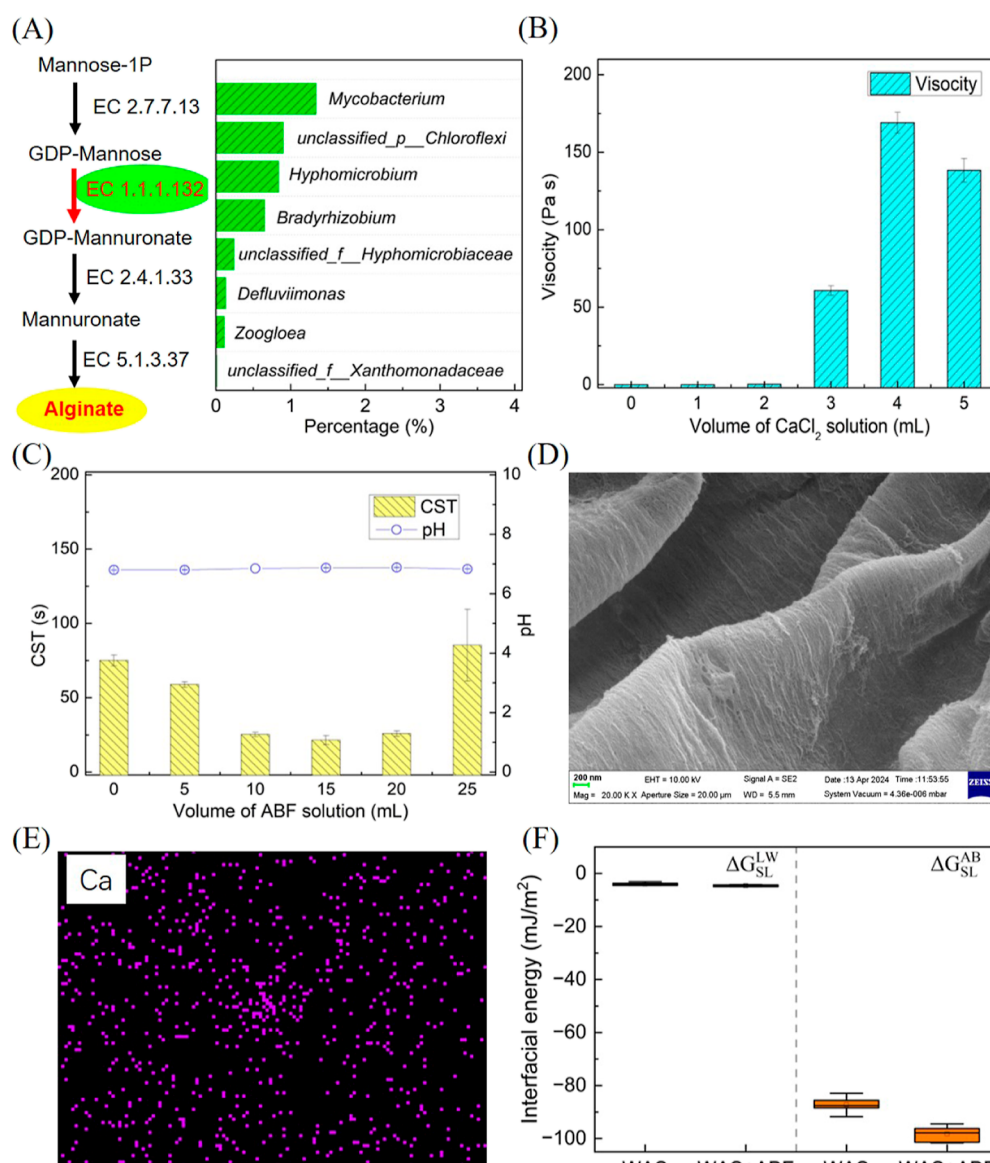 (A)
Mannose-1P
EC 2.7.7.13
GDP-Mannose
EC 1.1.1.132
GDP-Mannuronate
EC 2.4.1.33
Mannuronate
EC 5.1.3.37
Alginate
Mycobacterium
unclassified_p__Chloroflexi
Hyphomicrobium
Bradyrhizobium
unclassified_f__Hyphomicrobiaceae
Defluviimonas
Zoogloea
unclassified_f__Xanthomonadaceae
0 1 2 3 4
Percentage (%)
(B)
200
150
100
50
0
Visocity (Pa s)
Visocity
0 1 2 3 4 5
Volume of CaCl₂ solution (mL)
(C)
200
150
100
50
0
CST (s)
CST
pH
10
8
6
4
2
0
pH
0 5 10 15 20 25
Volume of ABF solution (mL)
(D)
200 nm
EHT = 10.00 kV Signal A = SE2 Date :13 Apr 2024 Time :11:53:55
Mag = 20.00 K X Aperture Size = 20.00 µm WD = 5.5 mm System Vacuum = 4.36e-006 mbar
ZEISS
(E)
Ca
(F)
0
−20
−40
−60
−80
−100
Interfacial energy (mJ/m²)
ΔG_SL^LW ΔG_SL^AB